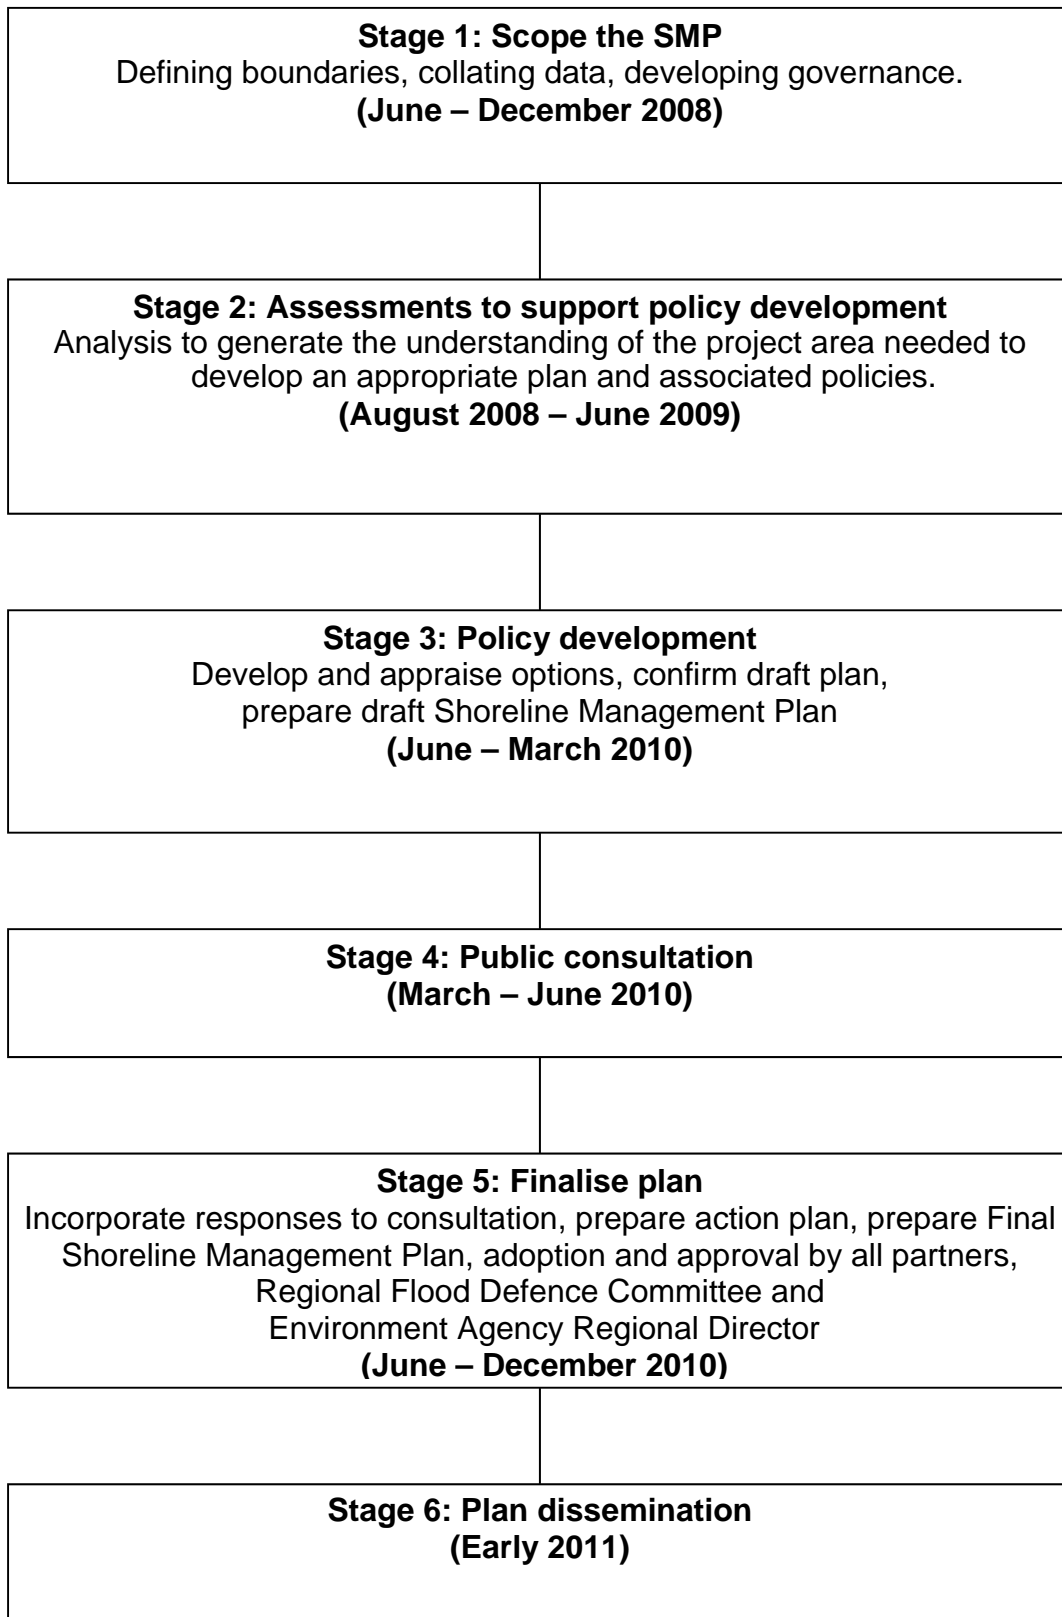 Stage 1: Scope the SMP
Defining boundaries, collating data, developing governance.
(June – December 2008)
Stage 2: Assessments to support policy development
Analysis to generate the understanding of the project area needed to
develop an appropriate plan and associated policies.
(August 2008 – June 2009)
Stage 3: Policy development
Develop and appraise options, confirm draft plan,
prepare draft Shoreline Management Plan
(June – March 2010)
Stage 4: Public consultation
(March – June 2010)
Stage 5: Finalise plan
Incorporate responses to consultation, prepare action plan, prepare Final
Shoreline Management Plan, adoption and approval by all partners,
Regional Flood Defence Committee and
Environment Agency Regional Director
(June – December 2010)
Stage 6: Plan dissemination
(Early 2011)